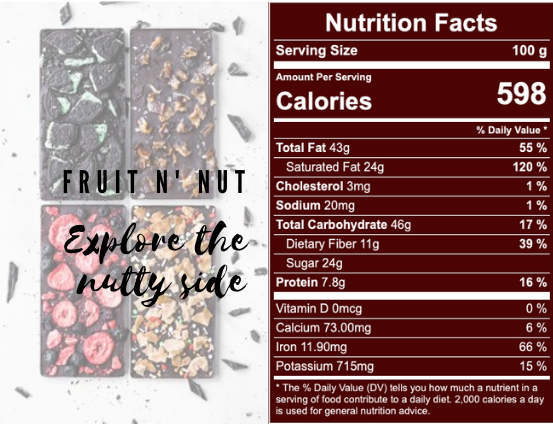 FRUIT N' NUT
Explore the
nutty side
Nutrition Facts
Serving Size 100 g
Amount Per Serving
Calories 598
% Daily Value *
Total Fat 43g 55 %
Saturated Fat 24g 120 %
Cholesterol 3mg 1 %
Sodium 20mg 1 %
Total Carbohydrate 46g 17 %
Dietary Fiber 11g 39 %
Sugar 24g
Protein 7.8g 16 %
Vitamin D 0mcg 0 %
Calcium 73.00mg 6 %
Iron 11.90mg 66 %
Potassium 715mg 15 %
* The % Daily Value (DV) tells you how much a nutrient in a
serving of food contribute to a daily diet. 2,000 calories a day
is used for general nutrition advice.